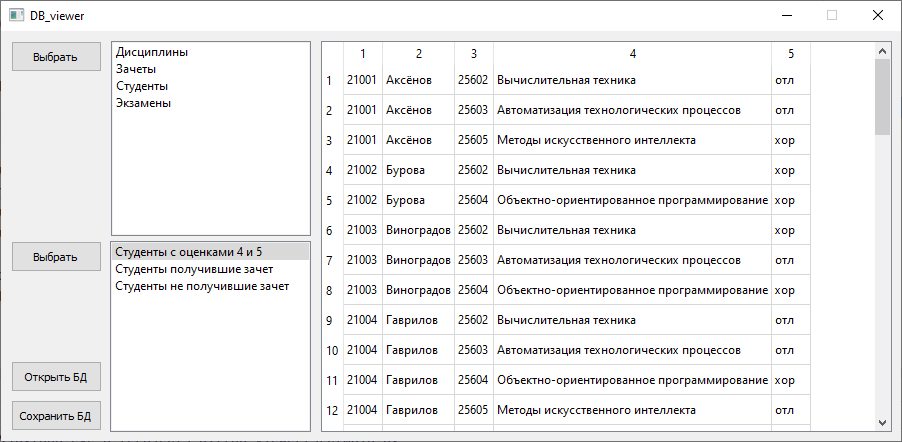 DB_viewer
Выбрать
Дисциплины
Зачеты
Студенты
Экзамены
Выбрать
Студенты с оценками 4 и 5
Студенты получившие зачет
Студенты не получившие зачет
Открыть БД
Сохранить БД
1 2 3 4 5
1 21001 Аксёнов 25602 Вычислительная техника отл
2 21001 Аксёнов 25603 Автоматизация технологических процессов отл
3 21001 Аксёнов 25605 Методы искусственного интеллекта хор
4 21002 Бурова 25602 Вычислительная техника хор
5 21002 Бурова 25604 Объектно-ориентированное программирование хор
6 21003 Виноградов 25602 Вычислительная техника хор
7 21003 Виноградов 25603 Автоматизация технологических процессов отл
8 21003 Виноградов 25604 Объектно-ориентированное программирование хор
9 21004 Гаврилов 25602 Вычислительная техника отл
10 21004 Гаврилов 25603 Автоматизация технологических процессов отл
11 21004 Гаврилов 25604 Объектно-ориентированное программирование хор
12 21004 Гаврилов 25605 Методы искусственного интеллекта отл